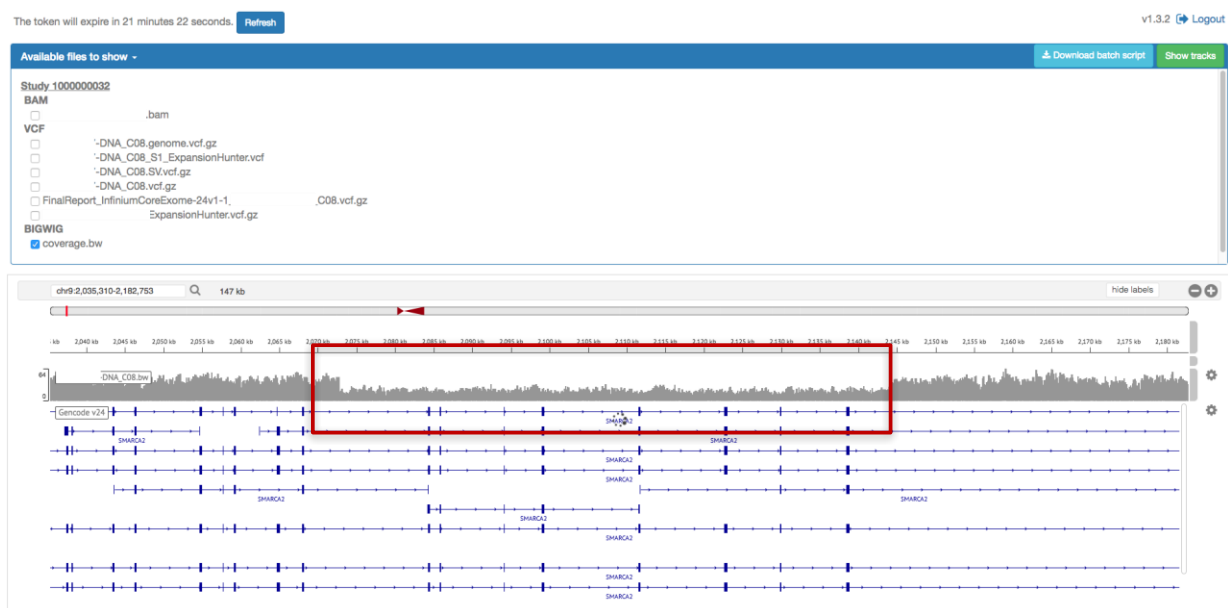 The token will expire in 21 minutes 22 seconds. Refresh
v1.3.2 Logout
Available files to show
Download batch script Show tracks
Study 1000000032
BAM
.bam
VCF
-DNA_C08.genome.vcf.gz
-DNA_C08_S1_ExpansionHunter.vcf
-DNA_C08.SV.vcf.gz
-DNA_C08.vcf.gz
FinalReport_InfiniumCoreExome-24v1-1_ _C08.vcf.gz
ExpansionHunter.vcf.gz
BIGWIG
coverage.bw
chr9:2,035,310-2,182,753 147 kb hide labels
kb 2,040 kb 2,045 kb 2,050 kb 2,055 kb 2,060 kb 2,065 kb 2,070 kb 2,075 kb 2,080 kb 2,085 kb 2,090 kb 2,095 kb 2,100 kb 2,105 kb 2,110 kb 2,115 kb 2,120 kb 2,125 kb 2,130 kb 2,135 kb 2,140 kb 2,145 kb 2,150 kb 2,155 kb 2,160 kb 2,165 kb 2,170 kb 2,175 kb 2,180 kb
64
-DNA_C08.bw
0
Gencode v24
SMARCA2
SMARCA2 SMARCA2
SMARCA2
SMARCA2
SMARCA2 SMARCA2
SMARCA2
SMARCA2
SMARCA2
SMARCA2